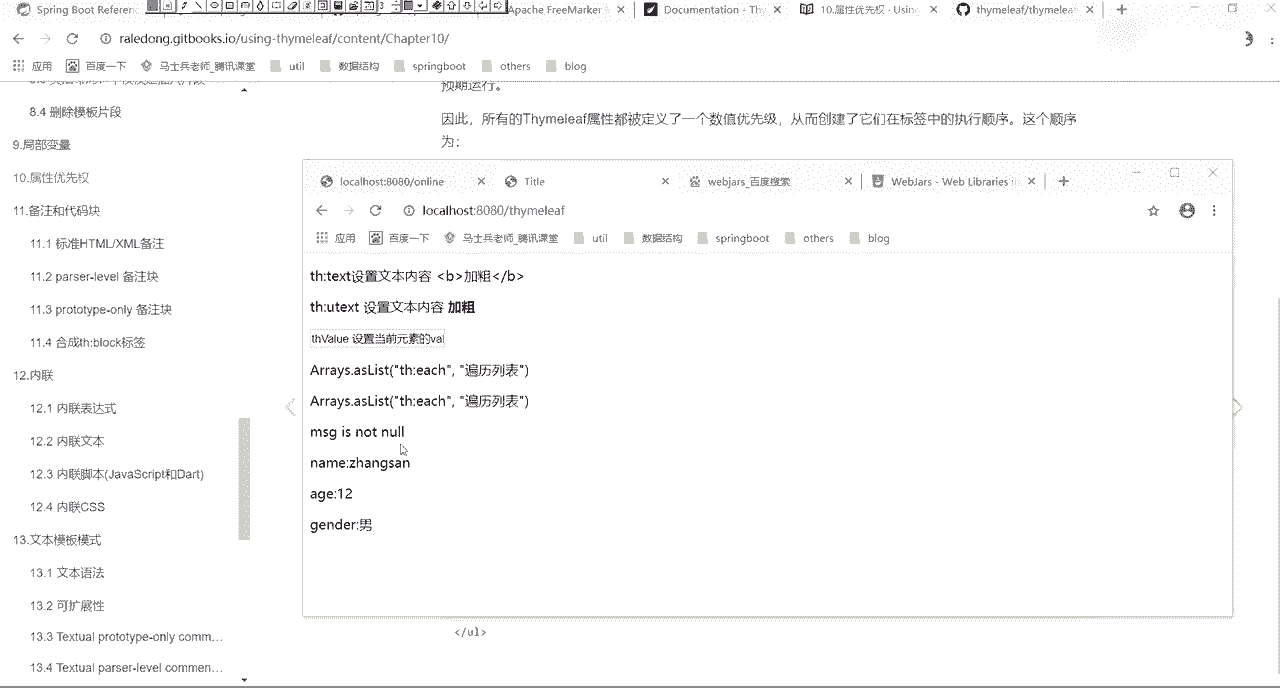 Spring Boot Referen
Apache FreeMarker
Documentation - Thy
10.属性优先权 · Using
thymeleaf/thymeleaf
raledong.gitbooks.io/using-thymeleaf/content/Chapter10/
应用 百度一下 马士兵老师_腾讯课堂 util 数据结构 springboot others blog
8.4 删除模板片段
9.局部变量
10.属性优先权
11.备注和代码块
11.1 标准HTML/XML备注
11.2 parser-level 备注块
11.3 prototype-only 备注块
11.4 合成th:block标签
12.内联
12.1 内联表达式
12.2 内联文本
12.3 内联脚本(JavaScript和Dart)
12.4 内联CSS
13.文本模板模式
13.1 文本语法
13.2 可扩展性
13.3 Textual prototype-only comm...
13.4 Textual parser-level commen...
预期运行。
因此，所有的Thymeleaf属性都被定义了一个数值优先级，从而创建了它们在标签中的执行顺序。这个顺序
为：
localhost:8080/online
Title
webjars_百度搜索
WebJars - Web Libraries in
localhost:8080/thymeleaf
应用 百度一下 马士兵老师_腾讯课堂 util 数据结构 springboot others blog
th:text设置文本内容 <b>加粗</b>
th:utext 设置文本内容 加粗
thValue 设置当前元素的val
Arrays.asList("th:each", "遍历列表")
Arrays.asList("th:each", "遍历列表")
msg is not null
name:zhangsan
age:12
gender:男
</ul>